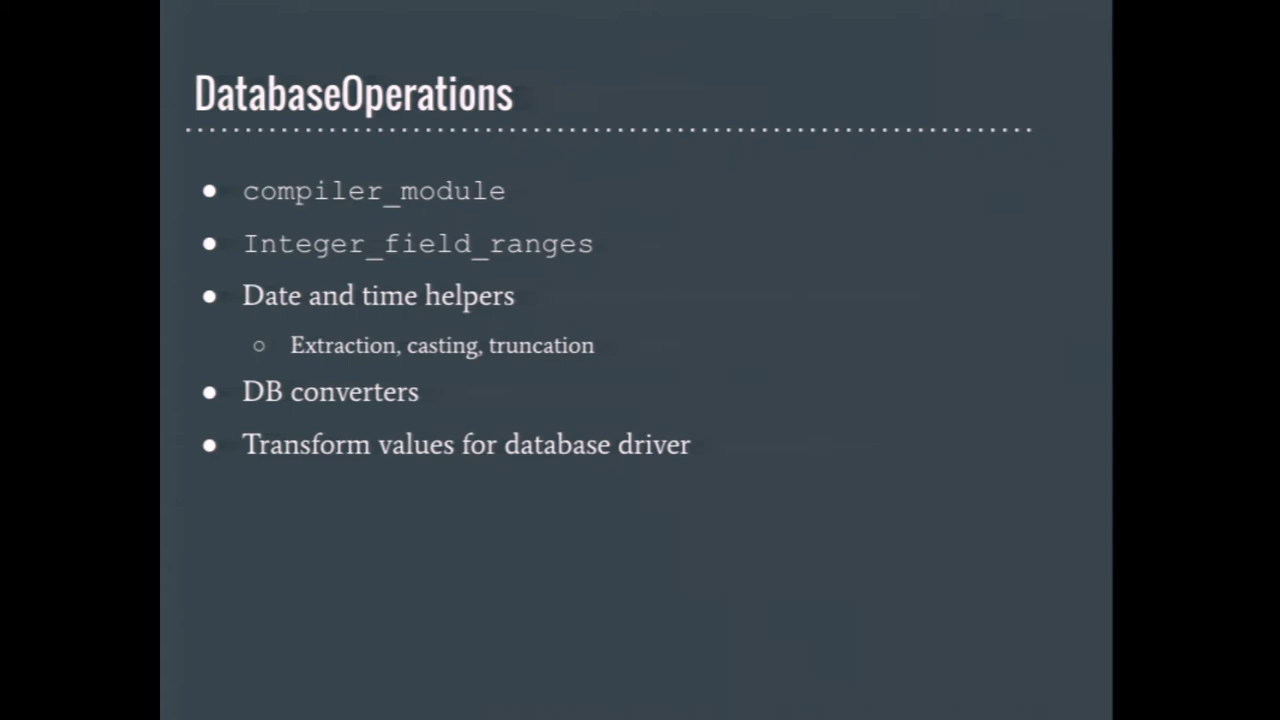 DatabaseOperations
● compiler_module
● Integer_field_ranges
● Date and time helpers
○ Extraction, casting, truncation
● DB converters
● Transform values for database driver